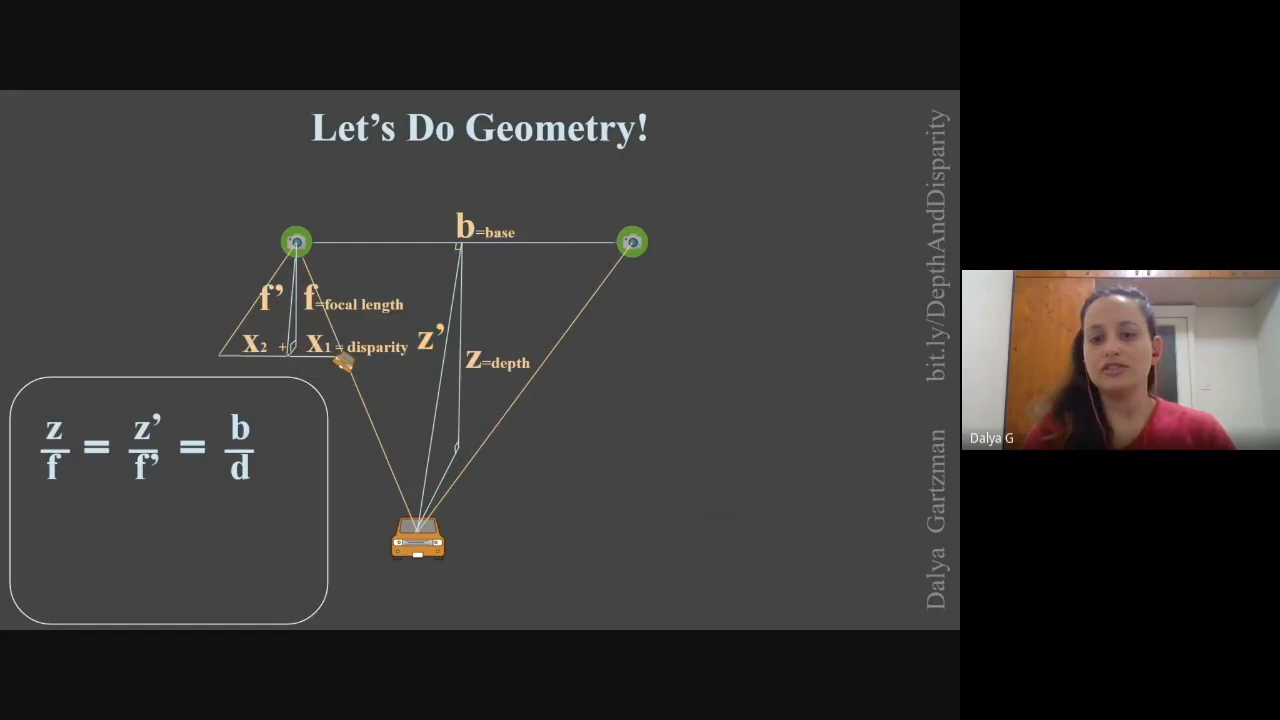 Let's Do Geometry!
b=base
f' f=focal length
x2 + x1 = disparity
z'
z=depth
z/f = z'/f' = b/d
Dalya Gartzman bit.ly/DepthAndDisparity
Dalya G